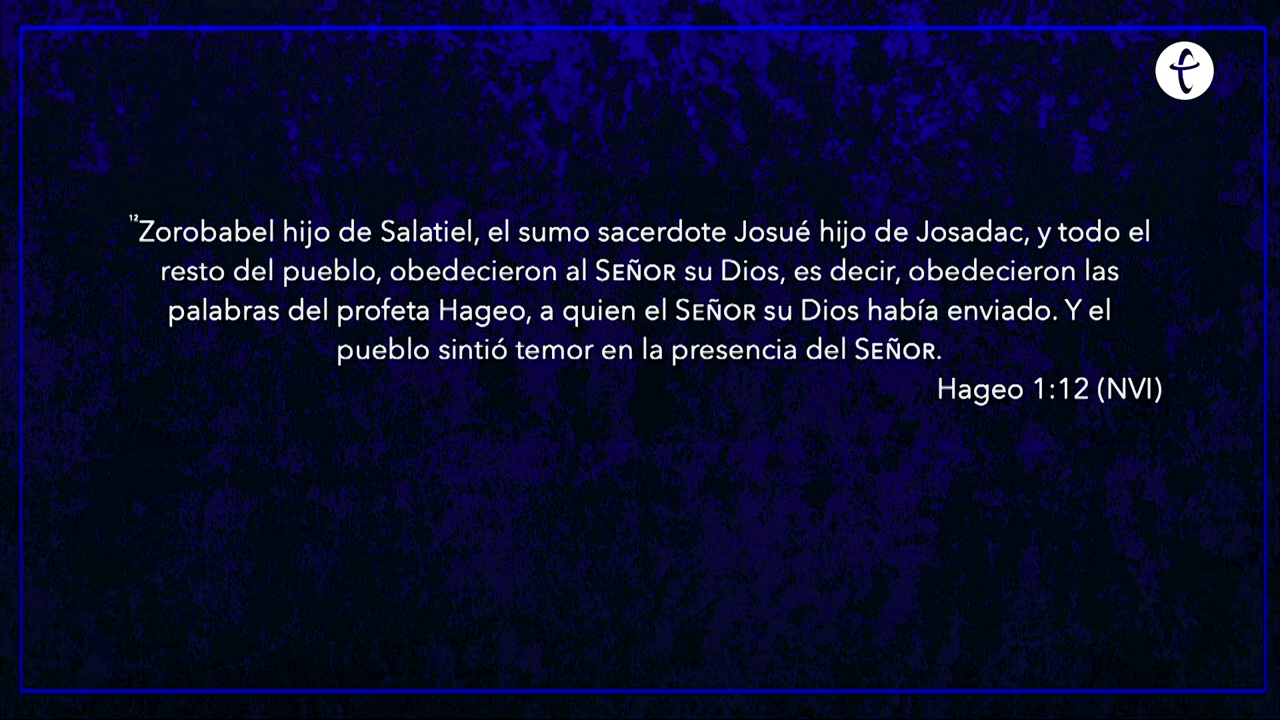 ¹²Zorobabel hijo de Salatiel, el sumo sacerdote Josué hijo de Josadac, y todo el
resto del pueblo, obedecieron al SEÑOR su Dios, es decir, obedecieron las
palabras del profeta Hageo, a quien el SEÑOR su Dios había enviado. Y el
pueblo sintió temor en la presencia del SEÑOR.
Hageo 1:12 (NVI)